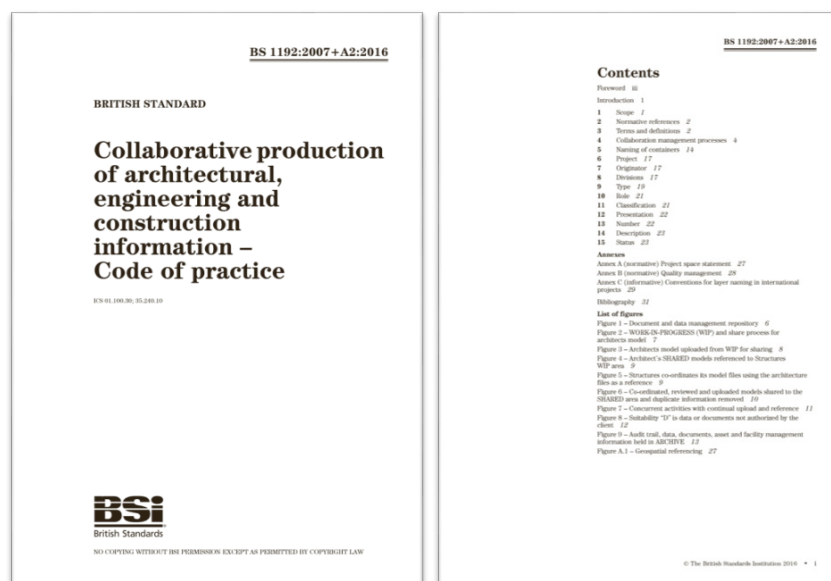 BS 1192:2007+A2:2016
BRITISH STANDARD
Collaborative production
of architectural,
engineering and
construction
information –
Code of practice
ICS 01.100.30; 35.240.10
BSi
British Standards
NO COPYING WITHOUT BSI PERMISSION EXCEPT AS PERMITTED BY COPYRIGHT LAW
BS 1192:2007+A2:2016
Contents
Foreword iii
Introduction 1
1 Scope 1
2 Normative references 2
3 Terms and definitions 2
4 Collaboration management processes 4
5 Naming of containers 14
6 Project 17
7 Originator 17
8 Divisions 17
9 Type 19
10 Role 21
11 Classification 21
12 Presentation 22
13 Number 22
14 Description 23
15 Status 23
Annexes
Annex A (normative) Project space statement 27
Annex B (normative) Quality management 28
Annex C (informative) Conventions for layer naming in international
projects 29
Bibliography 31
List of figures
Figure 1 – Document and data management repository 6
Figure 2 – WORK-IN-PROGRESS (WIP) and share process for
architects model 7
Figure 3 – Architects model uploaded from WIP for sharing 8
Figure 4 – Architect's SHARED models referenced to Structures
WIP area 9
Figure 5 – Structures co-ordinates its model files using the architecture
files as a reference 9
Figure 6 – Co-ordinated, reviewed and uploaded models shared to the
SHARED area and duplicate information removed 10
Figure 7 – Concurrent activities with continual upload and reference 11
Figure 8 – Suitability "D" is data or documents not authorized by the
client 12
Figure 9 – Audit trail, data, documents, asset and facility management
information held in ARCHIVE 13
Figure A.1 – Geospatial referencing 27
© The British Standards Institution 2016 • 1